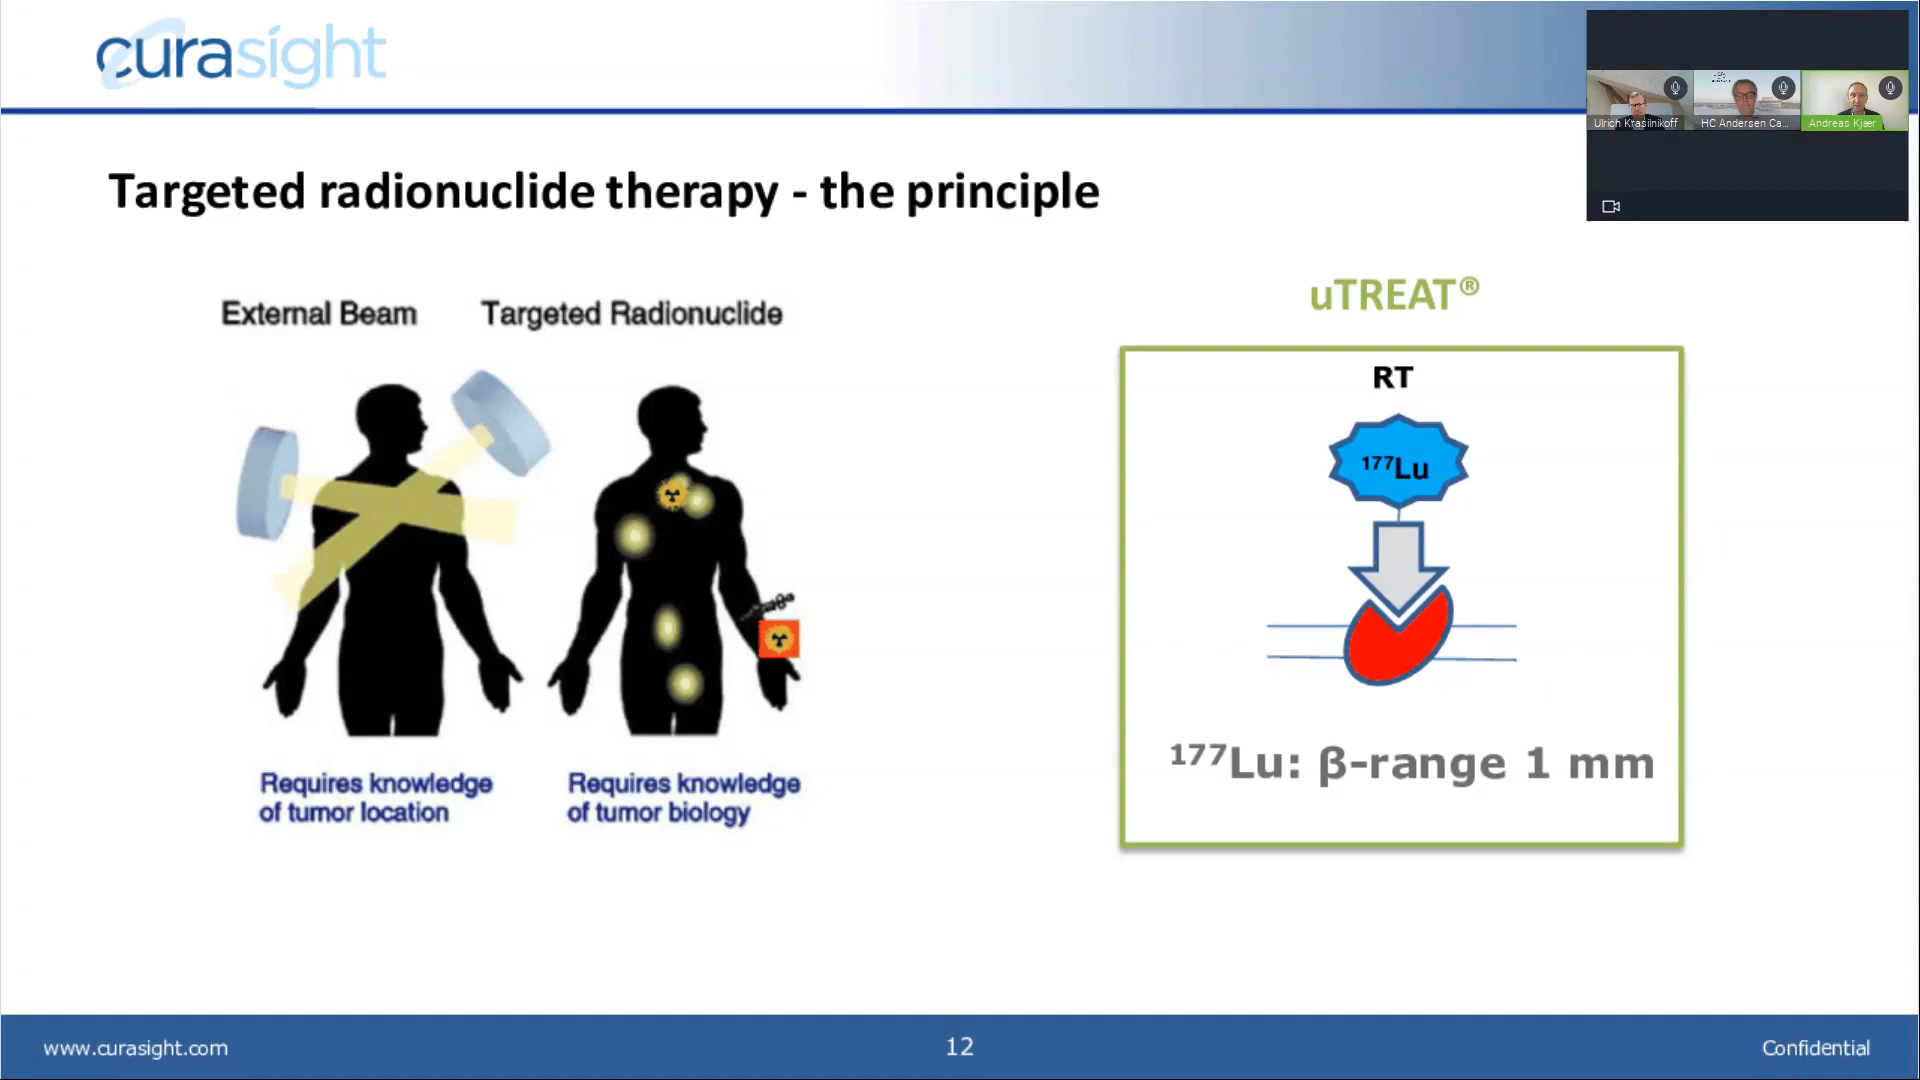 curasight
Ulrich Krasilnikoff
HC Andersen Ca...
Andreas Kjær
Targeted radionuclide therapy - the principle
External Beam
Targeted Radionuclide
Requires knowledge
of tumor location
Requires knowledge
of tumor biology
uTREAT®
RT
¹⁷⁷Lu
¹⁷⁷Lu: β-range 1 mm
www.curasight.com
12
Confidential